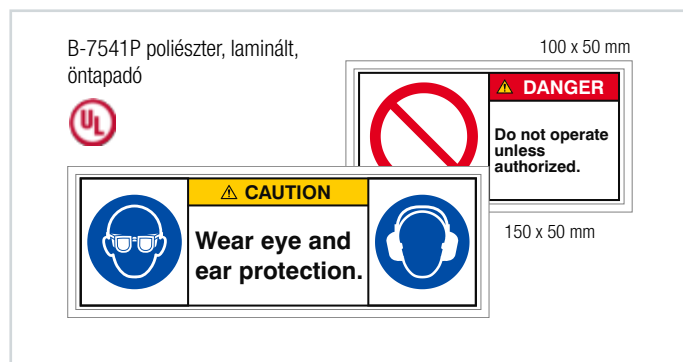 B-7541P poliészter, laminált,
öntapadó
UL
100 x 50 mm
DANGER
Do not operate
unless
authorized.
CAUTION
Wear eye and
ear protection.
150 x 50 mm